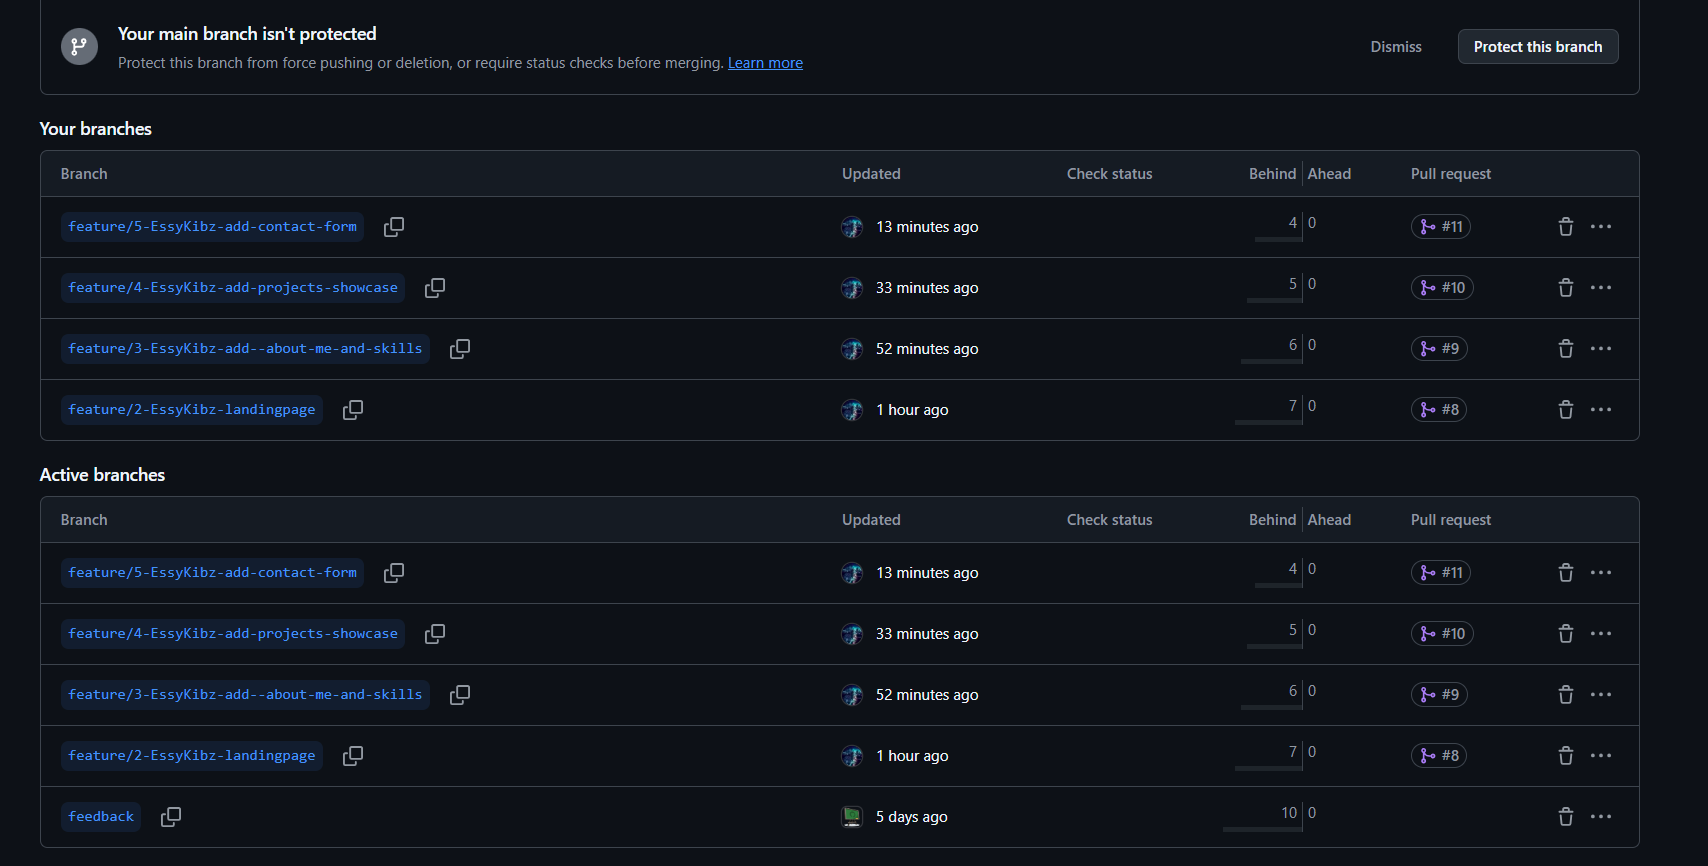 Your main branch isn't protected
Protect this branch from force pushing or deletion, or require status checks before merging. Learn more
Dismiss
Protect this branch
Your branches
Branch Updated Check status Behind Ahead Pull request
feature/5-EssyKibz-add-contact-form 13 minutes ago 4 0 #11
feature/4-EssyKibz-add-projects-showcase 33 minutes ago 5 0 #10
feature/3-EssyKibz-add--about-me-and-skills 52 minutes ago 6 0 #9
feature/2-EssyKibz-landingpage 1 hour ago 7 0 #8
Active branches
Branch Updated Check status Behind Ahead Pull request
feature/5-EssyKibz-add-contact-form 13 minutes ago 4 0 #11
feature/4-EssyKibz-add-projects-showcase 33 minutes ago 5 0 #10
feature/3-EssyKibz-add--about-me-and-skills 52 minutes ago 6 0 #9
feature/2-EssyKibz-landingpage 1 hour ago 7 0 #8
feedback 5 days ago 10 0